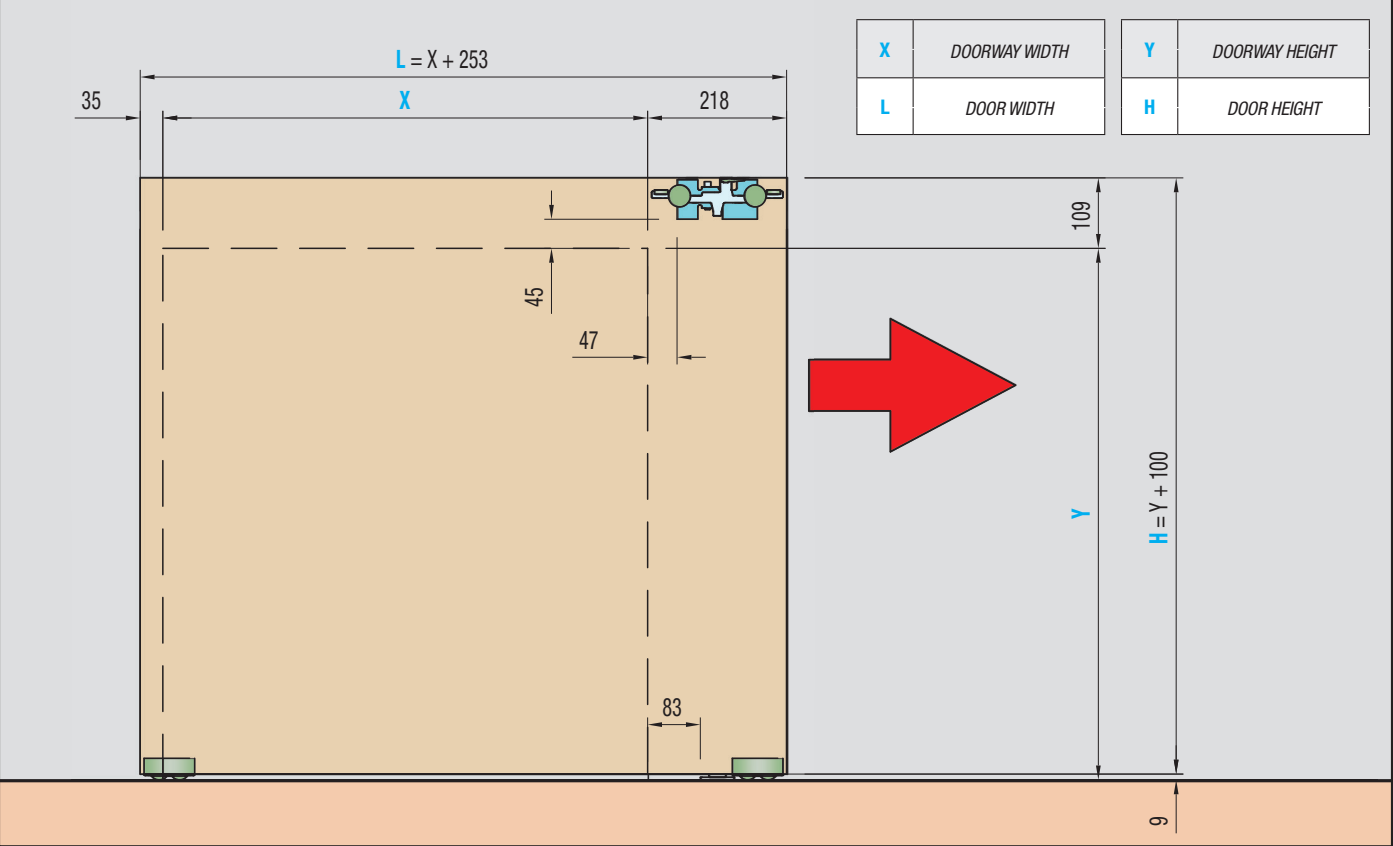 L = X + 253
35
X
218
X DOORWAY WIDTH
L DOOR WIDTH
Y DOORWAY HEIGHT
H DOOR HEIGHT
109
45
47
Y
H = Y + 100
83
9